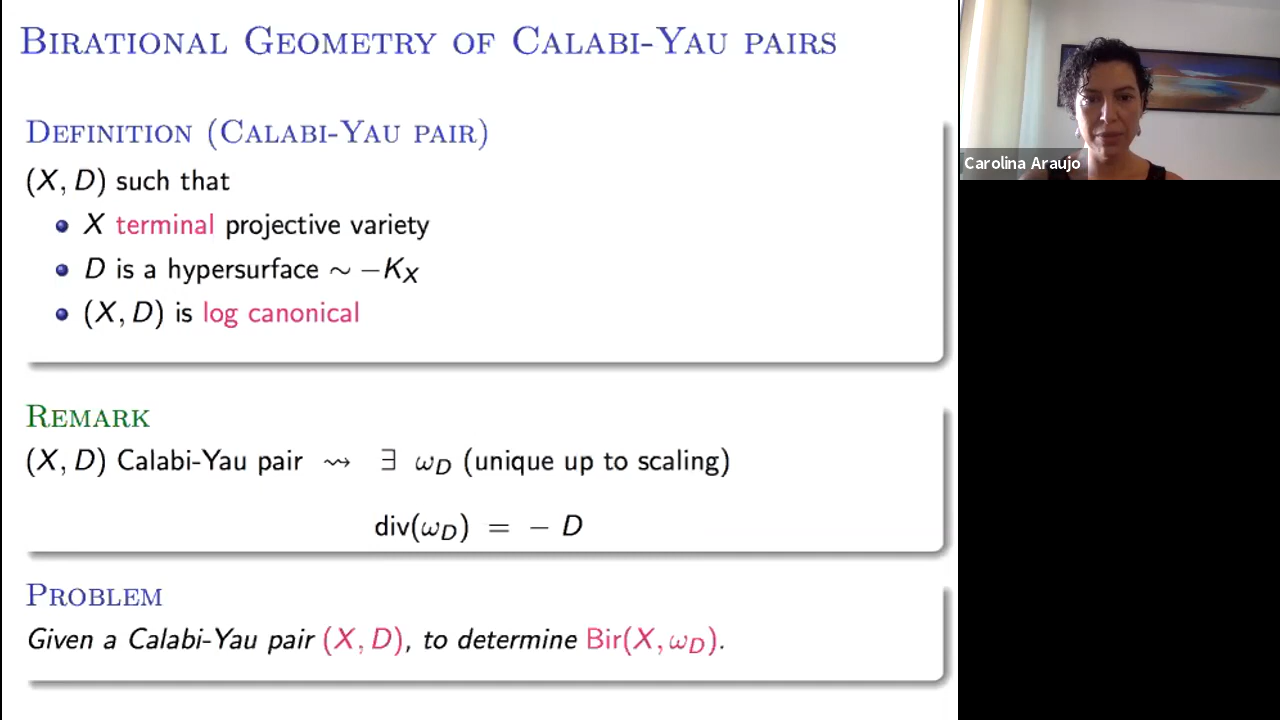 Birational Geometry of Calabi-Yau pairs
Definition (Calabi-Yau pair)
(X, D) such that
• X terminal projective variety
• D is a hypersurface ∼ −K_X
• (X, D) is log canonical
Remark
(X, D) Calabi-Yau pair ⇝ ∃ ω_D (unique up to scaling)
div(ω_D) = − D
Problem
Given a Calabi-Yau pair (X, D), to determine Bir(X, ω_D).
Carolina Araujo